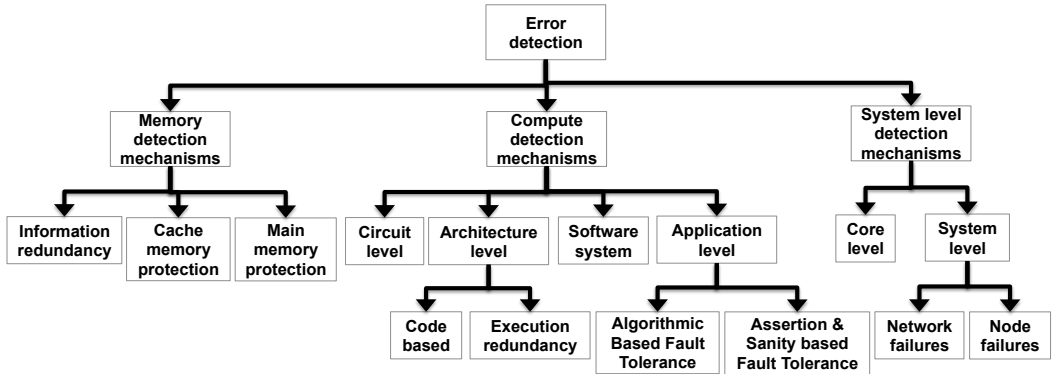 Error
detection
Memory
detection
mechanisms
Compute
detection
mechanisms
System level
detection
mechanisms
Information
redundancy
Cache
memory
protection
Main
memory
protection
Circuit
level
Architecture
level
Software
system
Application
level
Core
level
System
level
Code
based
Execution
redundancy
Algorithmic
Based Fault
Tolerance
Assertion &
Sanity based
Fault Tolerance
Network
failures
Node
failures